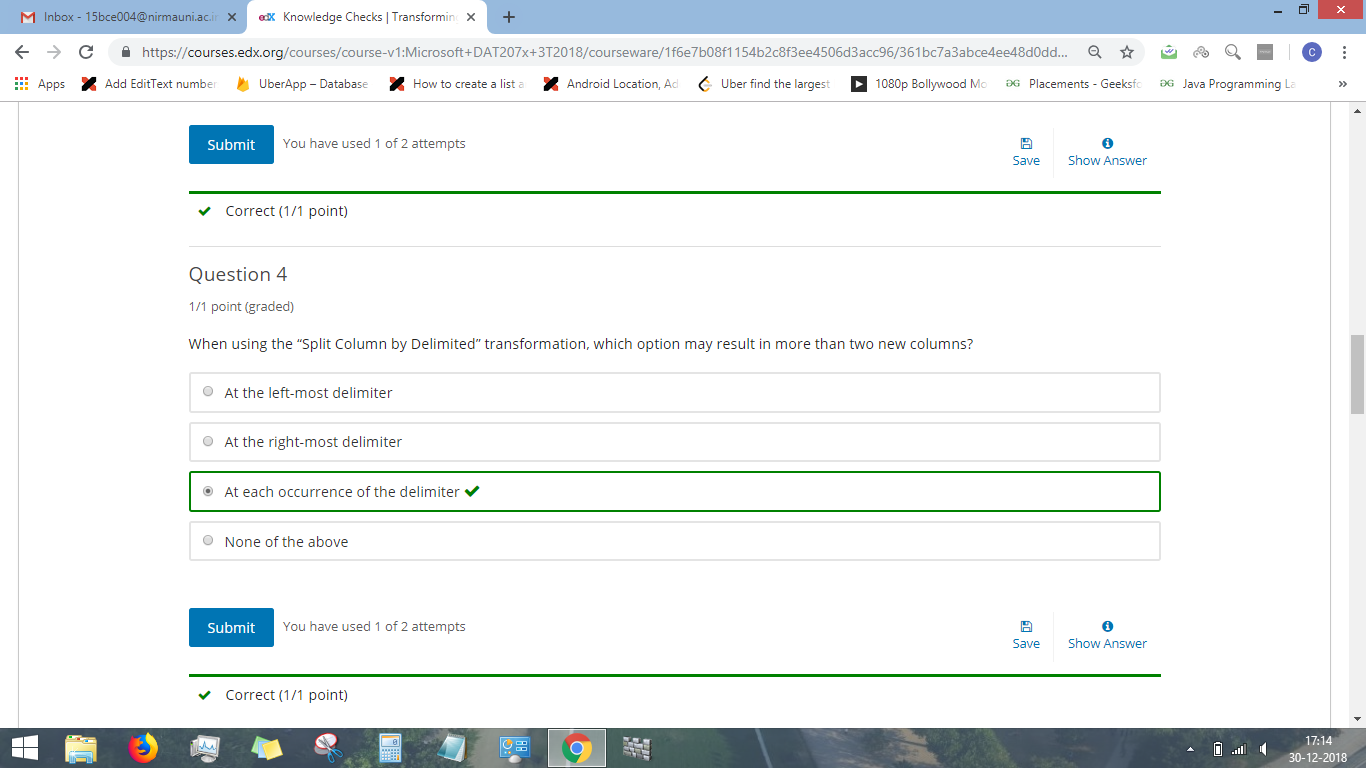 Inbox - 15bce004@nirmauni.ac.in
edX Knowledge Checks | Transformin
https://courses.edx.org/courses/course-v1:Microsoft+DAT207x+3T2018/courseware/1f6e7b08f1154b2c8f3ee4506d3acc96/361bc7a3abce4ee48d0dd...
C
Apps Add EditText number UberApp – Database How to create a list a Android Location, Ad Uber find the largest 1080p Bollywood Mo Placements - Geeksfo Java Programming La »
Submit You have used 1 of 2 attempts
Save Show Answer
Correct (1/1 point)
Question 4
1/1 point (graded)
When using the “Split Column by Delimited” transformation, which option may result in more than two new columns?
At the left-most delimiter
At the right-most delimiter
At each occurrence of the delimiter
None of the above
Submit You have used 1 of 2 attempts
Save Show Answer
Correct (1/1 point)
17:14
30-12-2018